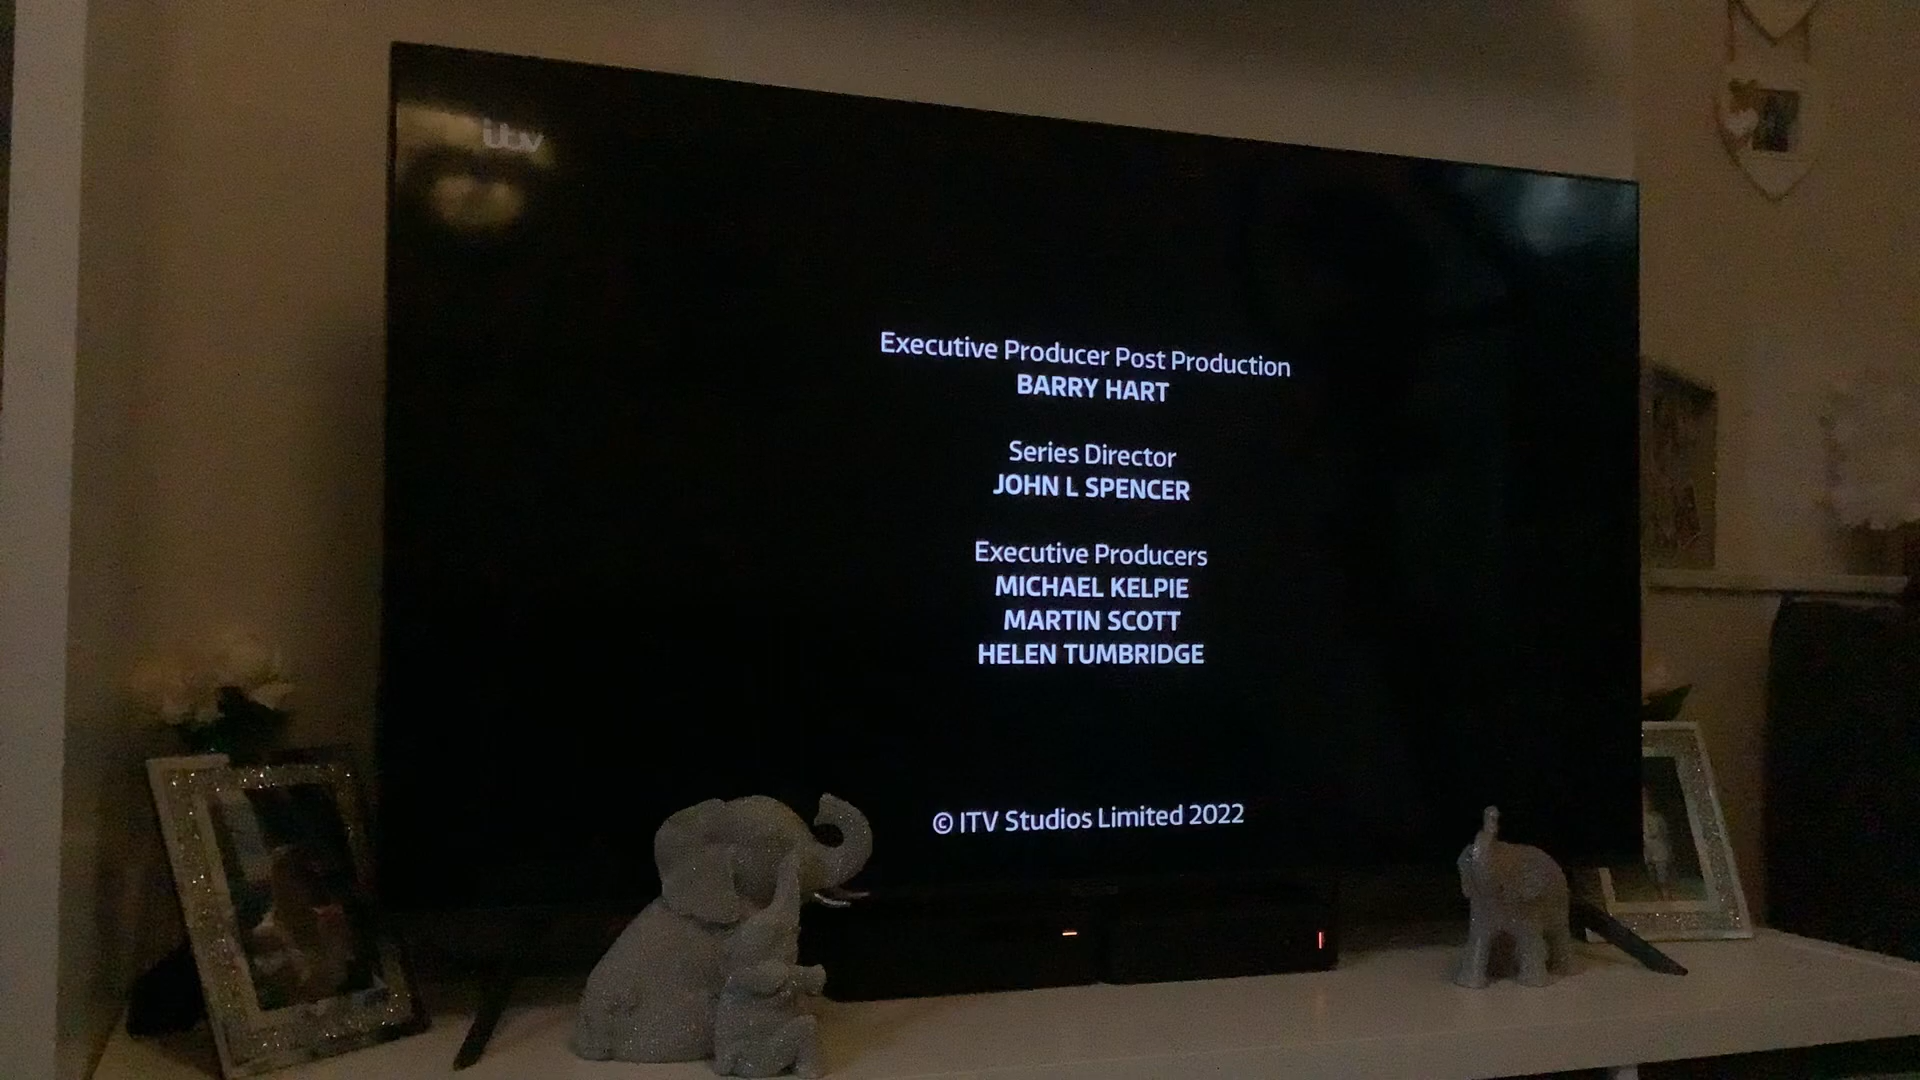 itv
Executive Producer Post Production
BARRY HART
Series Director
JOHN L SPENCER
Executive Producers
MICHAEL KELPIE
MARTIN SCOTT
HELEN TUMBRIDGE
© ITV Studios Limited 2022